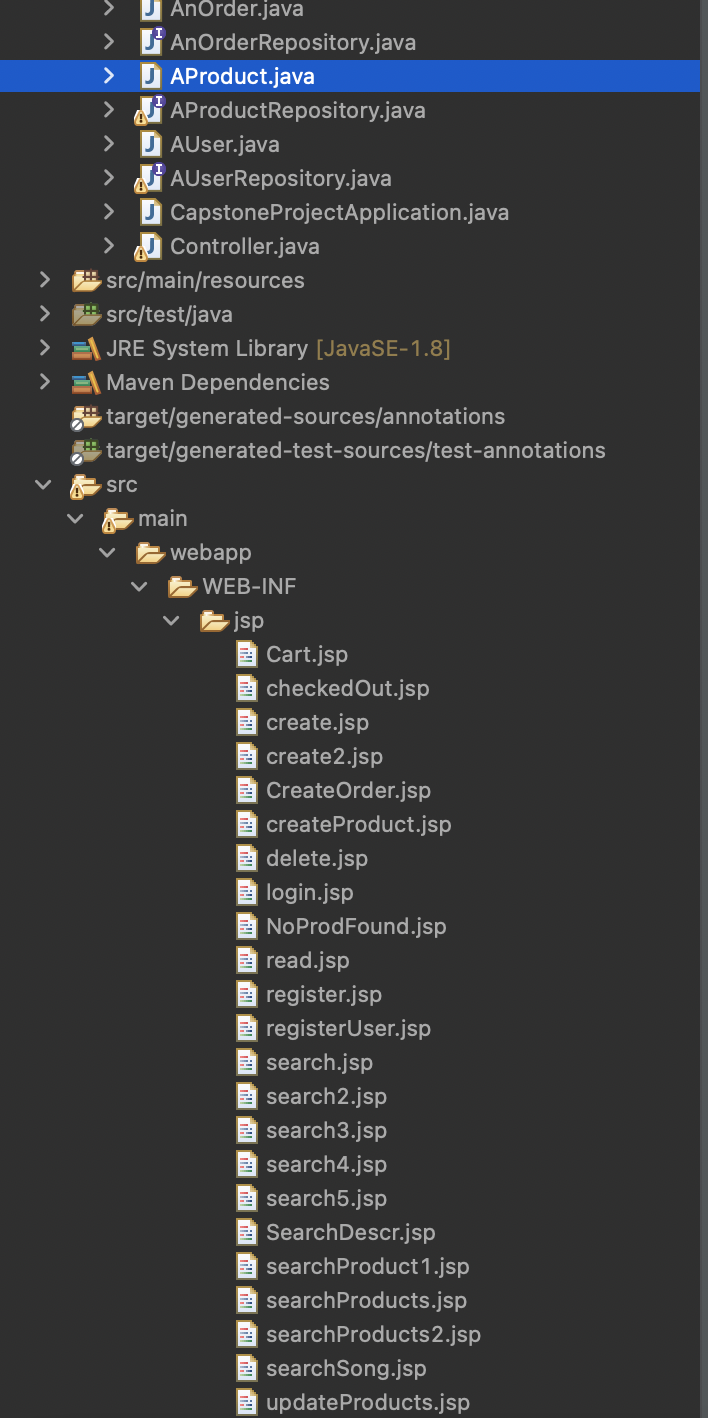 AnOrder.java
AnOrderRepository.java
AProduct.java
AProductRepository.java
AUser.java
AUserRepository.java
CapstoneProjectApplication.java
Controller.java
src/main/resources
src/test/java
JRE System Library [JavaSE-1.8]
Maven Dependencies
target/generated-sources/annotations
target/generated-test-sources/test-annotations
src
main
webapp
WEB-INF
jsp
Cart.jsp
checkedOut.jsp
create.jsp
create2.jsp
CreateOrder.jsp
createProduct.jsp
delete.jsp
login.jsp
NoProdFound.jsp
read.jsp
register.jsp
registerUser.jsp
search.jsp
search2.jsp
search3.jsp
search4.jsp
search5.jsp
SearchDescr.jsp
searchProduct1.jsp
searchProducts.jsp
searchProducts2.jsp
searchSong.jsp
updateProducts.jsp